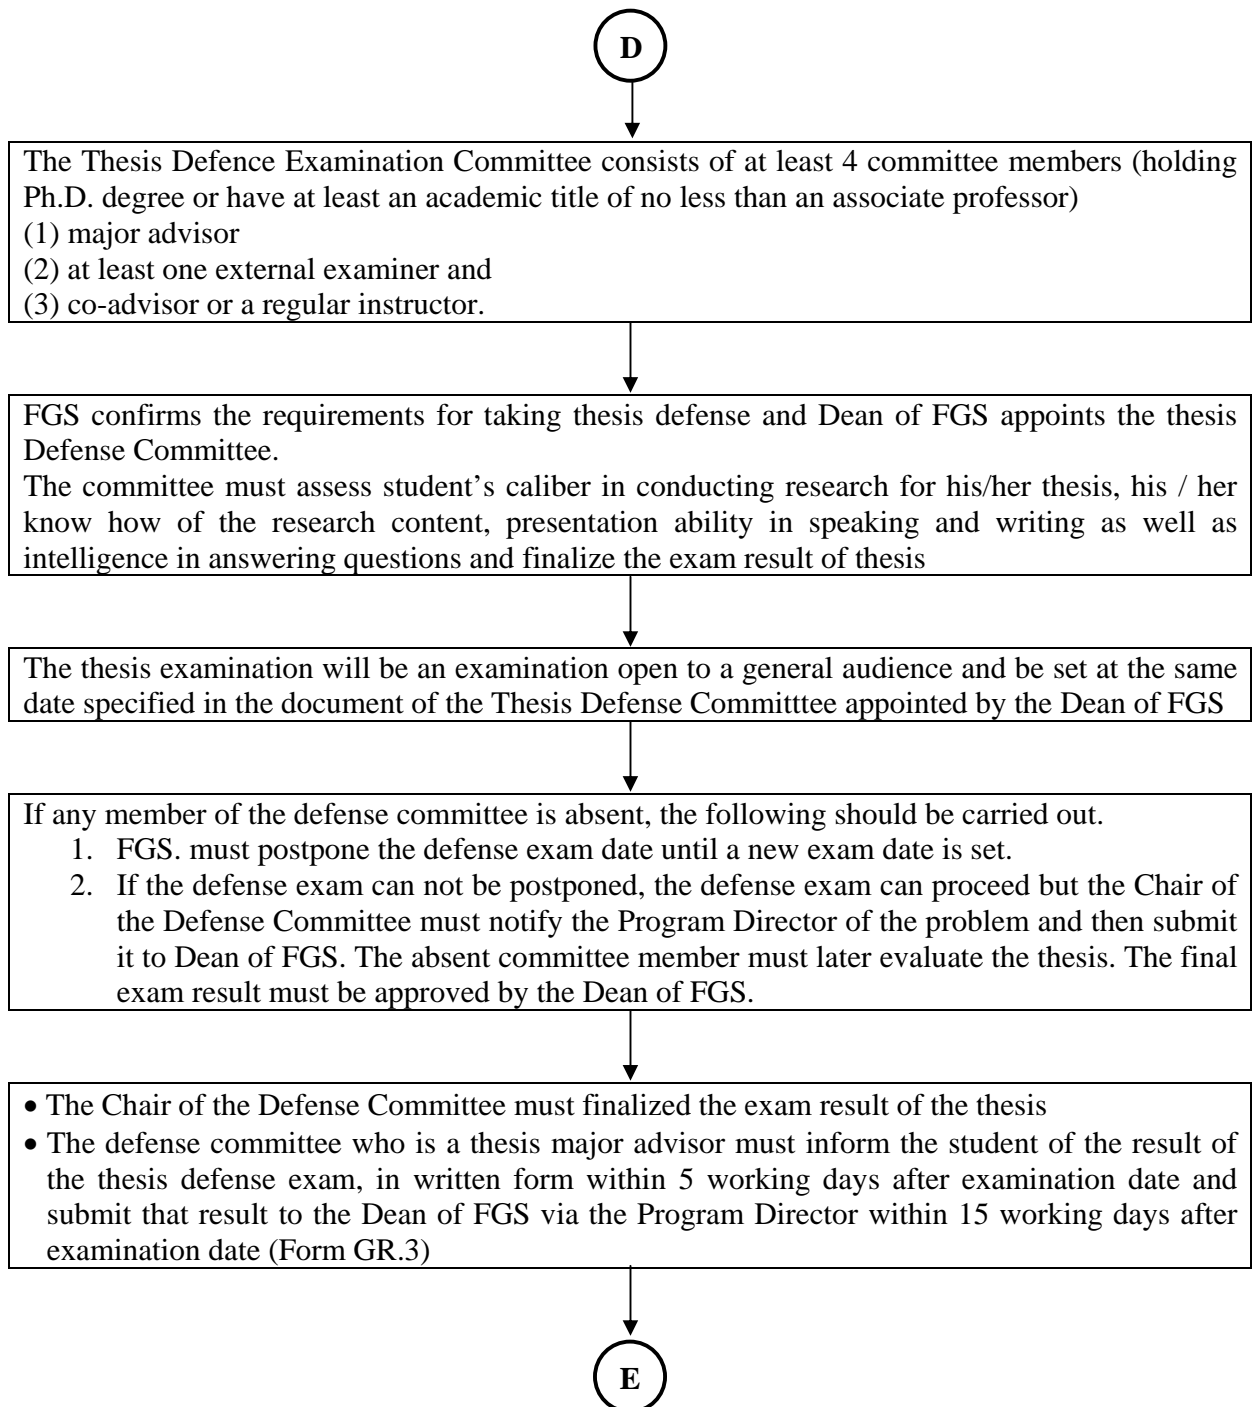 D
The Thesis Defence Examination Committee consists of at least 4 committee members (holding
Ph.D. degree or have at least an academic title of no less than an associate professor)
(1) major advisor
(2) at least one external examiner and
(3) co-advisor or a regular instructor.
FGS confirms the requirements for taking thesis defense and Dean of FGS appoints the thesis
Defense Committee.
The committee must assess student's caliber in conducting research for his/her thesis, his / her
know how of the research content, presentation ability in speaking and writing as well as
intelligence in answering questions and finalize the exam result of thesis
The thesis examination will be an examination open to a general audience and be set at the same
date specified in the document of the Thesis Defense Committtee appointed by the Dean of FGS
If any member of the defense committee is absent, the following should be carried out.
1. FGS. must postpone the defense exam date until a new exam date is set.
2. If the defense exam can not be postponed, the defense exam can proceed but the Chair of
the Defense Committee must notify the Program Director of the problem and then submit
it to Dean of FGS. The absent committee member must later evaluate the thesis. The final
exam result must be approved by the Dean of FGS.
• The Chair of the Defense Committee must finalized the exam result of the thesis
• The defense committee who is a thesis major advisor must inform the student of the result of
the thesis defense exam, in written form within 5 working days after examination date and
submit that result to the Dean of FGS via the Program Director within 15 working days after
examination date (Form GR.3)
E